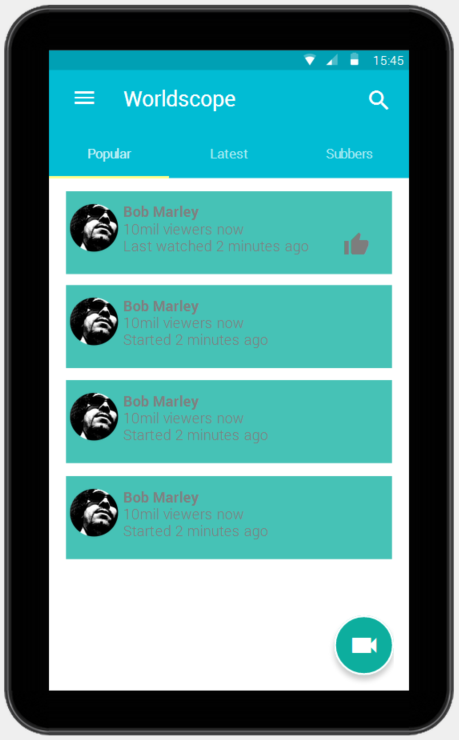 15:45
Worldscope
Popular Latest Subbers
Bob Marley
10mil viewers now
Last watched 2 minutes ago
Bob Marley
10mil viewers now
Started 2 minutes ago
Bob Marley
10mil viewers now
Started 2 minutes ago
Bob Marley
10mil viewers now
Started 2 minutes ago